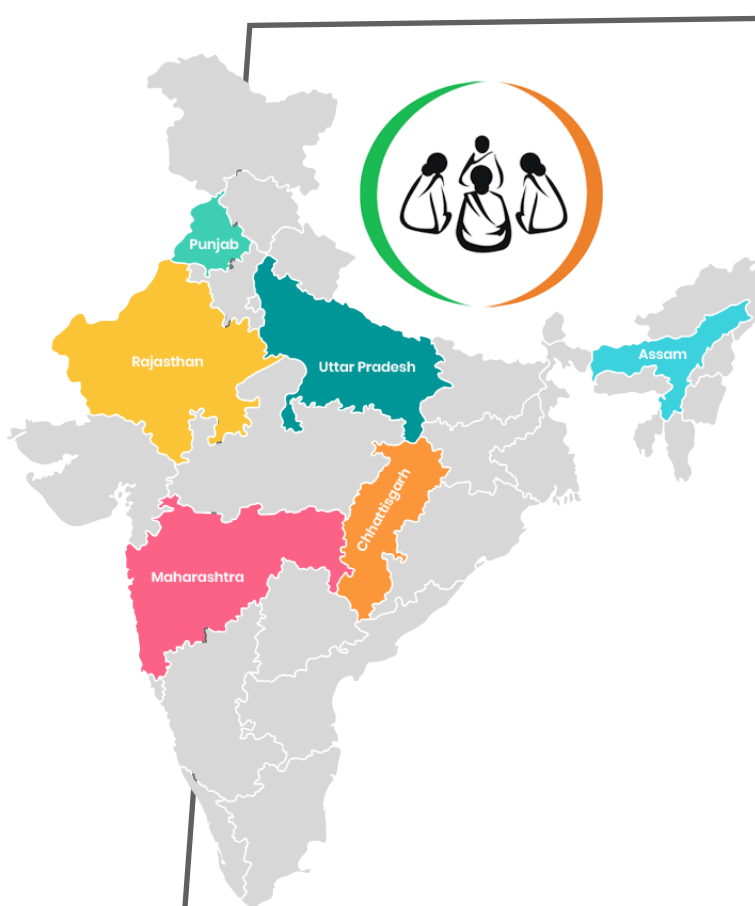 Punjab
Rajasthan
Uttar Pradesh
Assam
Chhattisgarh
Maharashtra